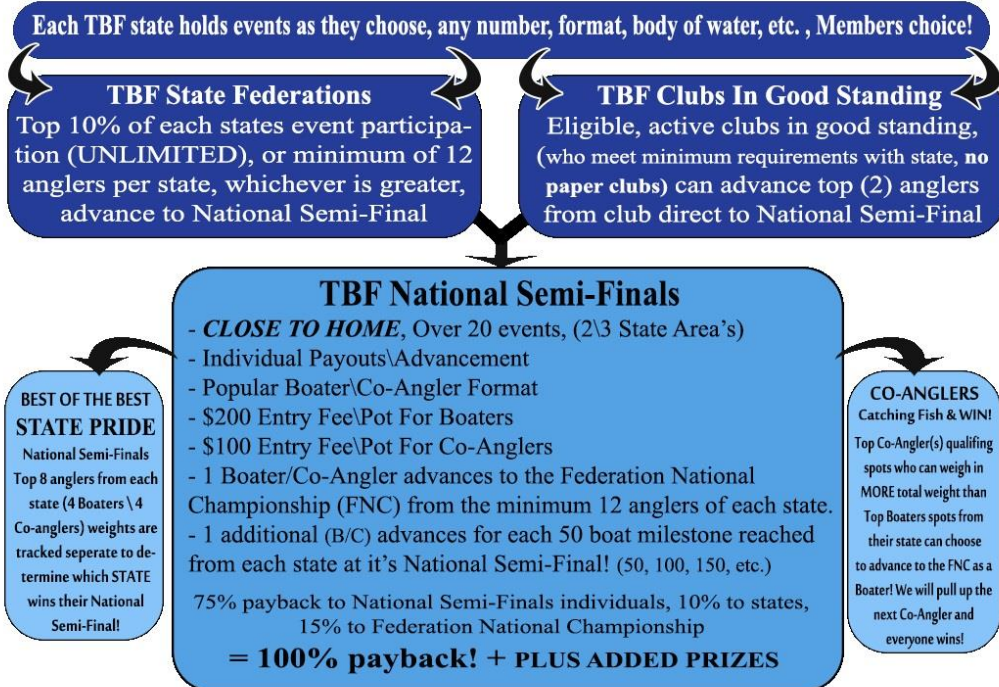 Each TBF state holds events as they choose, any number, format, body of water, etc. , Members choice!
TBF State Federations
Top 10% of each states event participa-
tion (UNLIMITED), or minimum of 12
anglers per state, whichever is greater,
advance to National Semi-Final
TBF Clubs In Good Standing
Eligible, active clubs in good standing,
(who meet minimum requirements with state, no
paper clubs) can advance top (2) anglers
from club direct to National Semi-Final
TBF National Semi-Finals
- CLOSE TO HOME, Over 20 events, (2\3 State Area's)
- Individual Payouts\Advancement
- Popular Boater\Co-Angler Format
- $200 Entry Fee\Pot For Boaters
- $100 Entry Fee\Pot For Co-Anglers
- 1 Boater/Co-Angler advances to the Federation National
Championship (FNC) from the minimum 12 anglers of each state.
- 1 additional (B/C) advances for each 50 boat milestone reached
from each state at it's National Semi-Final! (50, 100, 150, etc.)
75% payback to National Semi-Finals individuals, 10% to states,
15% to Federation National Championship
= 100% payback! + PLUS ADDED PRIZES
BEST OF THE BEST
STATE PRIDE
National Semi-Finals
Top 8 anglers from each
state (4 Boaters \ 4
Co-anglers) weights are
tracked seperate to de-
termine which STATE
wins their National
Semi-Final!
CO-ANGLERS
Catching Fish & WIN!
Top Co-Angler(s) qualifing
spots who can weigh in
MORE total weight than
Top Boaters spots from
their state can choose
to advance to the FNC as a
Boater! We will pull up the
next Co-Angler and
everyone wins!